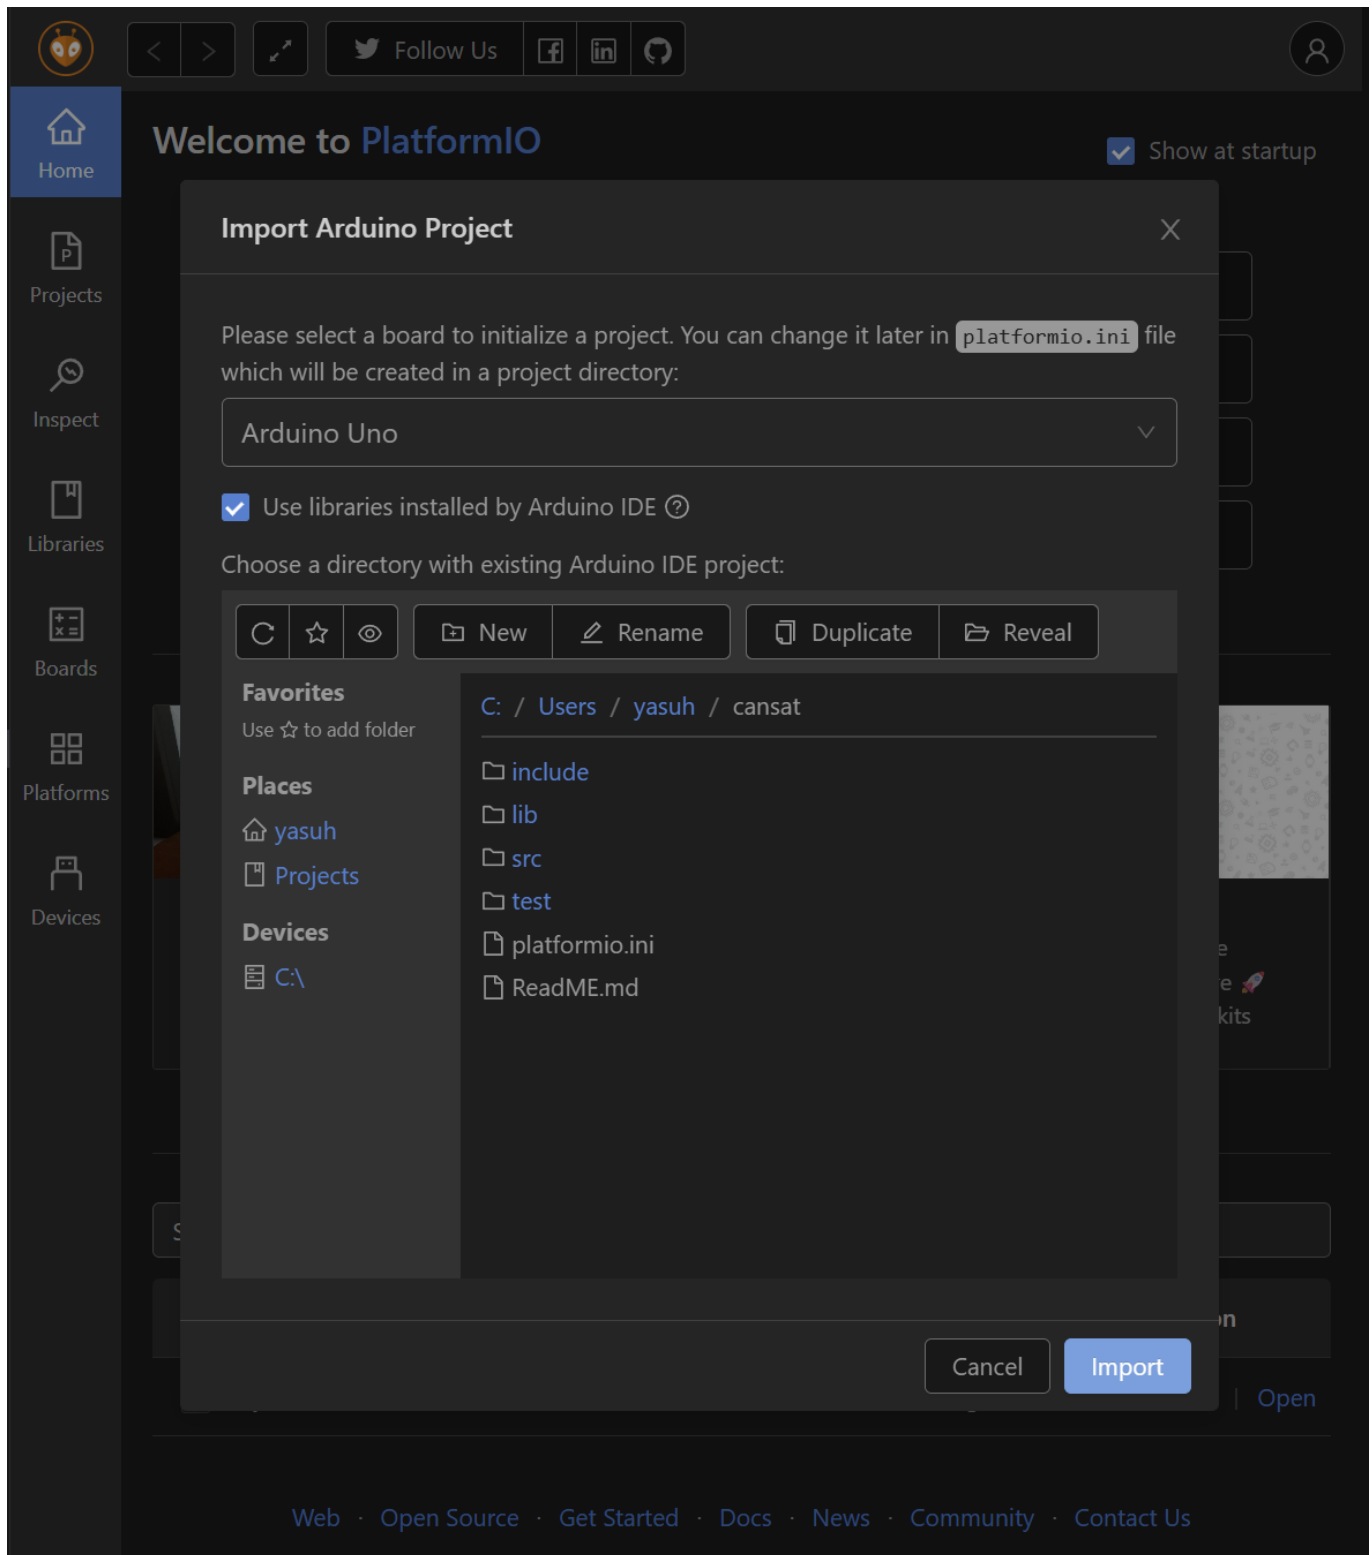 Follow Us
Home
Welcome to PlatformIO
Show at startup
Import Arduino Project
Projects
Please select a board to initialize a project. You can change it later in platformio.ini file
which will be created in a project directory:
Inspect
Arduino Uno
Use libraries installed by Arduino IDE
Libraries
Choose a directory with existing Arduino IDE project:
New
Rename
Duplicate
Reveal
Boards
Favorites
Use ☆ to add folder
C: / Users / yasuh / cansat
Places
include
Platforms
yasuh
lib
Projects
src
test
Devices
Devices
platformio.ini
C:\
ReadME.md
kits
Cancel
Import
Open
Web · Open Source · Get Started · Docs · News · Community · Contact Us